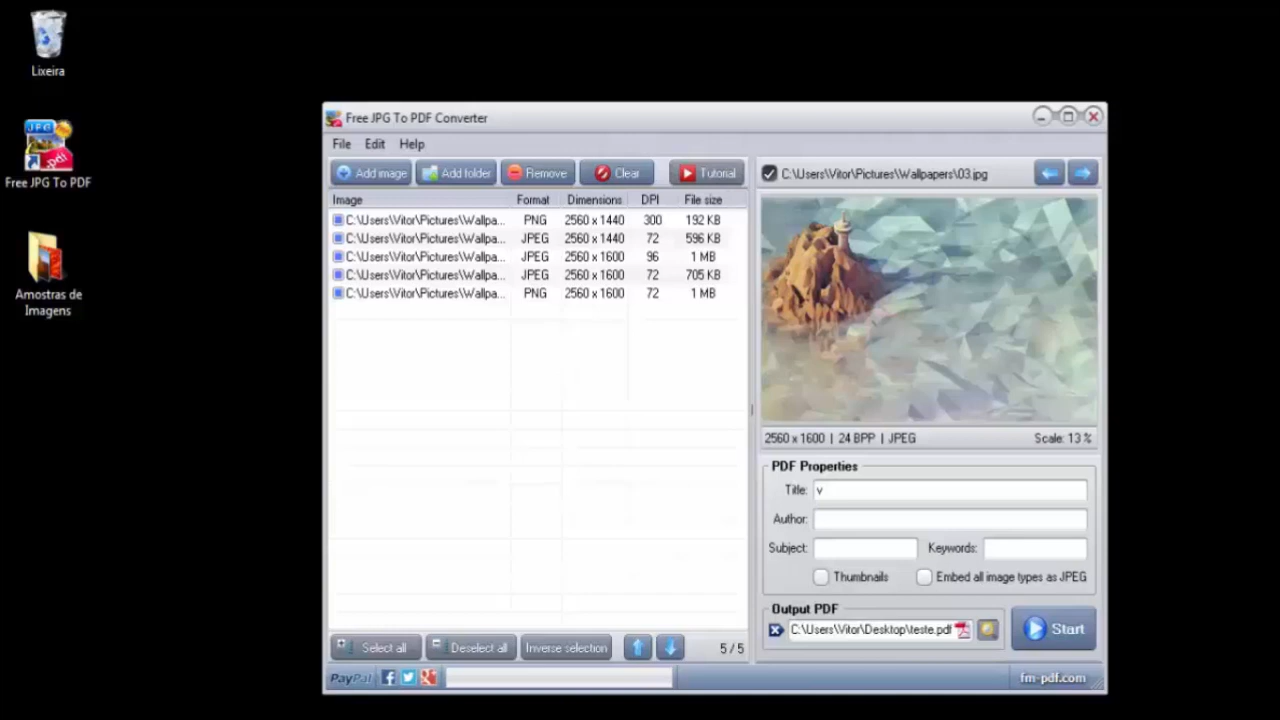 Lixeira
Free JPG To PDF
Amostras de
Imagens
Free JPG To PDF Converter
File Edit Help
Add image Add folder Remove Clear Tutorial
Image Format Dimensions DPI File size
C:\Users\Vitor\Pictures\Wallpa... PNG 2560 x 1440 300 192 KB
C:\Users\Vitor\Pictures\Wallpa... JPEG 2560 x 1440 72 596 KB
C:\Users\Vitor\Pictures\Wallpa... JPEG 2560 x 1600 96 1 MB
C:\Users\Vitor\Pictures\Wallpa... JPEG 2560 x 1600 72 705 KB
C:\Users\Vitor\Pictures\Wallpa... PNG 2560 x 1600 72 1 MB
Select all Deselect all Inverse selection 5 / 5
PayPal
C:\Users\Vitor\Pictures\Wallpapers\03.jpg
2560 x 1600 | 24 BPP | JPEG Scale: 13 %
PDF Properties
Title: v
Author:
Subject: Keywords:
Thumbnails Embed all image types as JPEG
Output PDF
C:\Users\Vitor\Desktop\teste.pdf
Start
fm-pdf.com